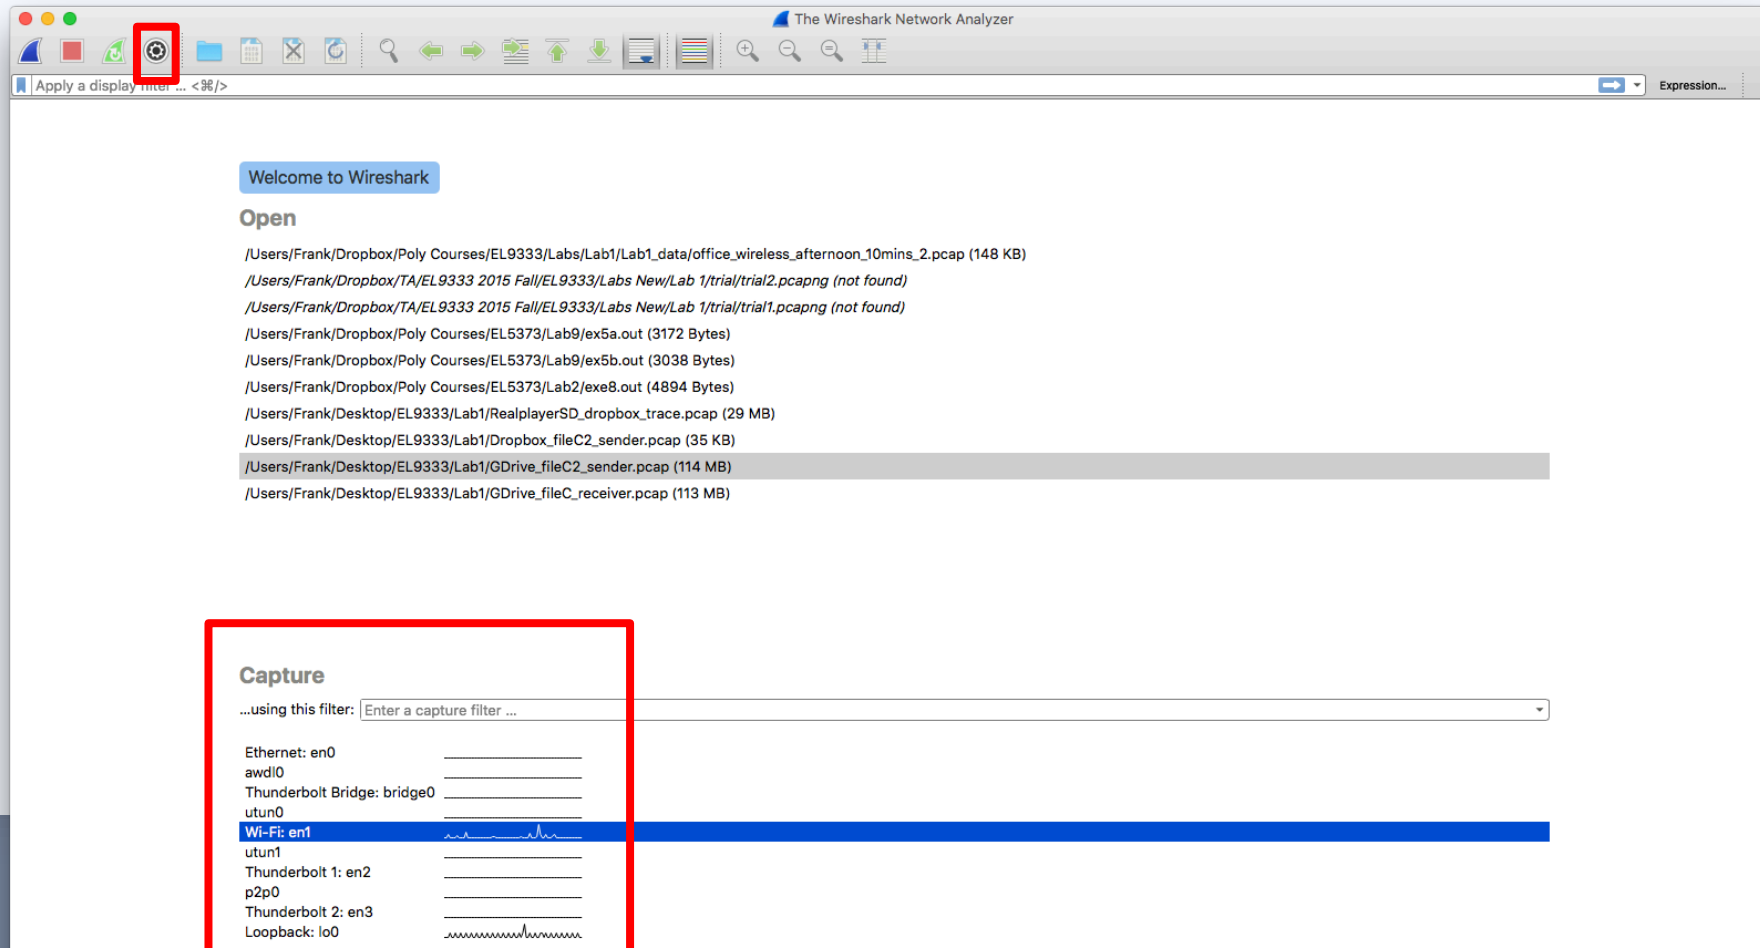 The Wireshark Network Analyzer
Apply a display filter ... <⌘/>
Expression...
Welcome to Wireshark
Open
/Users/Frank/Dropbox/Poly Courses/EL9333/Labs/Lab1/Lab1_data/office_wireless_afternoon_10mins_2.pcap (148 KB)
/Users/Frank/Dropbox/TA/EL9333 2015 Fall/EL9333/Labs New/Lab 1/trial/trial2.pcapng (not found)
/Users/Frank/Dropbox/TA/EL9333 2015 Fall/EL9333/Labs New/Lab 1/trial/trial1.pcapng (not found)
/Users/Frank/Dropbox/Poly Courses/EL5373/Lab9/ex5a.out (3172 Bytes)
/Users/Frank/Dropbox/Poly Courses/EL5373/Lab9/ex5b.out (3038 Bytes)
/Users/Frank/Dropbox/Poly Courses/EL5373/Lab2/exe8.out (4894 Bytes)
/Users/Frank/Desktop/EL9333/Lab1/RealplayerSD_dropbox_trace.pcap (29 MB)
/Users/Frank/Desktop/EL9333/Lab1/Dropbox_fileC2_sender.pcap (35 KB)
/Users/Frank/Desktop/EL9333/Lab1/GDrive_fileC2_sender.pcap (114 MB)
/Users/Frank/Desktop/EL9333/Lab1/GDrive_fileC_receiver.pcap (113 MB)
Capture
...using this filter: Enter a capture filter ...
Ethernet: en0
awdl0
Thunderbolt Bridge: bridge0
utun0
Wi-Fi: en1
utun1
Thunderbolt 1: en2
p2p0
Thunderbolt 2: en3
Loopback: lo0